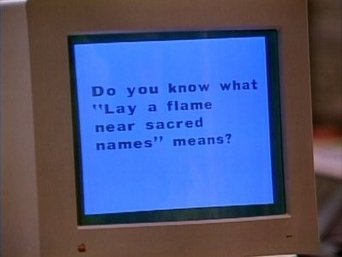 Do you know what
"Lay a flame
near sacred
names" means?